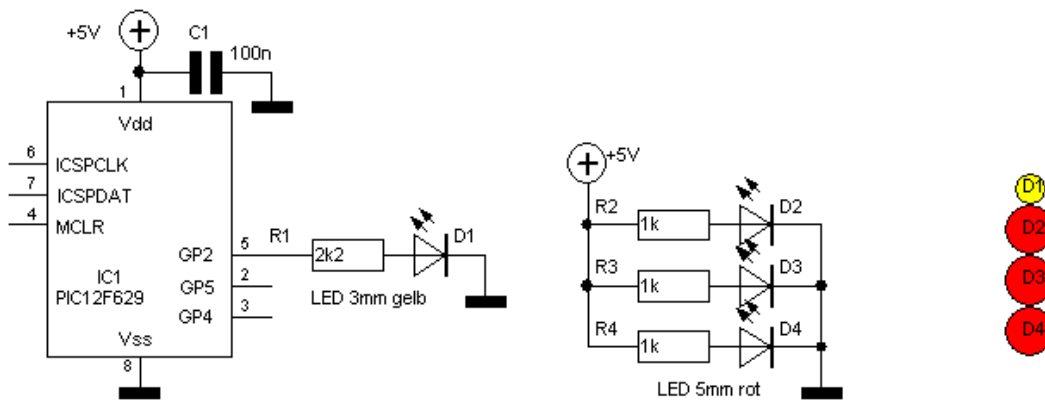 +5V
C1
100n
1
Vdd
6
ICSPCLK
7
ICSPDAT
4
MCLR
5
GP2
R1
2k2
D1
2
GP5
3
GP4
IC1
PIC12F629
LED 3mm gelb
Vss
8
+5V
R2
1k
D2
R3
1k
D3
R4
1k
D4
LED 5mm rot
D1
D2
D3
D4